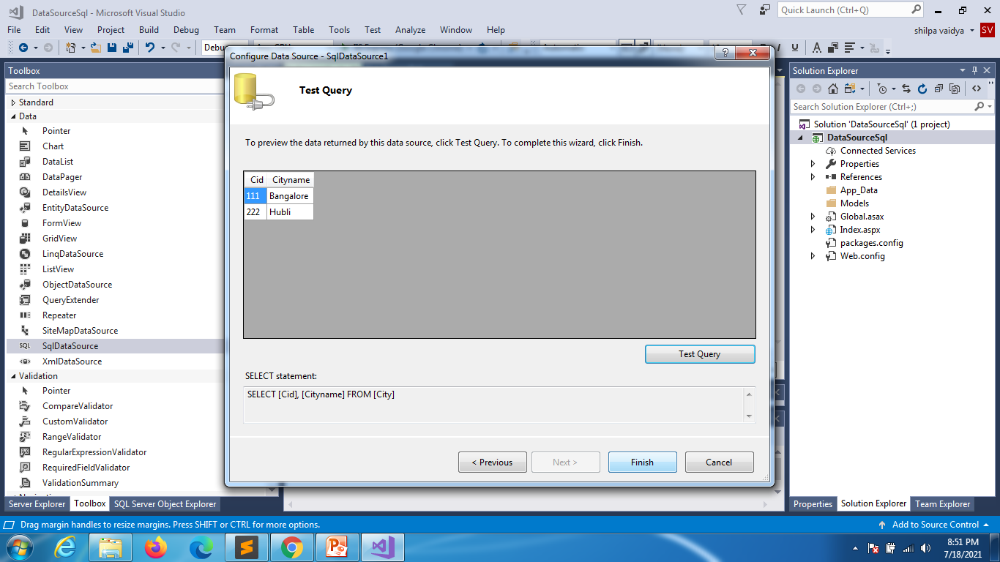 DataSourceSql - Microsoft Visual Studio
Quick Launch (Ctrl+Q)
File Edit View Project Build Debug Team Format Table Tools Test Analyze Window Help
shilpa vaidya SV
Configure Data Source - SqlDataSource1
Toolbox
Search Toolbox
Standard
Data
Pointer
Chart
DataList
DataPager
DetailsView
EntityDataSource
FormView
GridView
LinqDataSource
ListView
ObjectDataSource
QueryExtender
Repeater
SiteMapDataSource
SQL SqlDataSource
XmlDataSource
Validation
Pointer
CompareValidator
CustomValidator
RangeValidator
RegularExpressionValidator
RequiredFieldValidator
ValidationSummary
Server Explorer Toolbox SQL Server Object Explorer
Test Query
To preview the data returned by this data source, click Test Query. To complete this wizard, click Finish.
Cid Cityname
111 Bangalore
222 Hubli
Test Query
SELECT statement:
SELECT [Cid], [Cityname] FROM [City]
< Previous Next > Finish Cancel
Solution Explorer
Search Solution Explorer (Ctrl+;)
Solution 'DataSourceSql' (1 project)
DataSourceSql
Connected Services
Properties
References
App_Data
Models
Global.asax
Index.aspx
packages.config
Web.config
Properties Solution Explorer Team Explorer
Drag margin handles to resize margins. Press SHIFT or CTRL for more options.
Add to Source Control
8:51 PM
7/18/2021